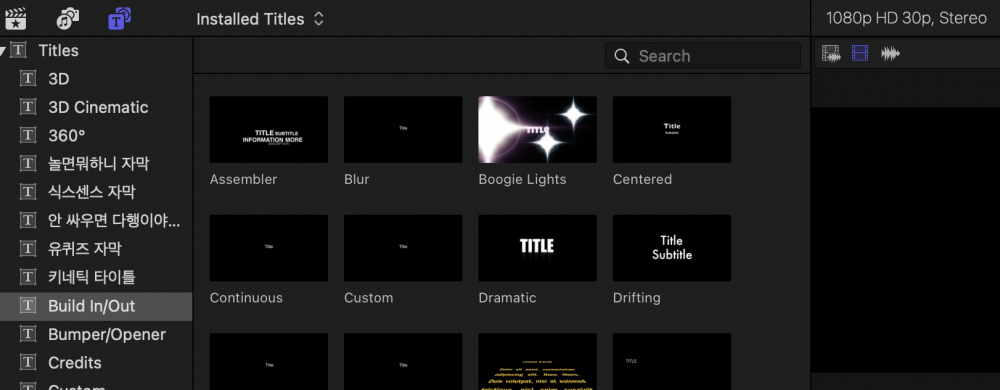 Installed Titles
1080p HD 30p, Stereo
Titles
Search
3D
3D Cinematic
360°
놀면뭐하니 자막
식스센스 자막
안 싸우면 다행이야...
유퀴즈 자막
키네틱 타이틀
Build In/Out
Bumper/Opener
Credits
Custom
TITLE SUBTITLE
INFORMATION MORE
DESCRIPTION
Assembler
Title
Blur
TITLE
Boogie Lights
Title
Subtitle
Centered
Title
Continuous
Title
Custom
TITLE
Dramatic
Title
Subtitle
Drifting
Title
Title
TITLE